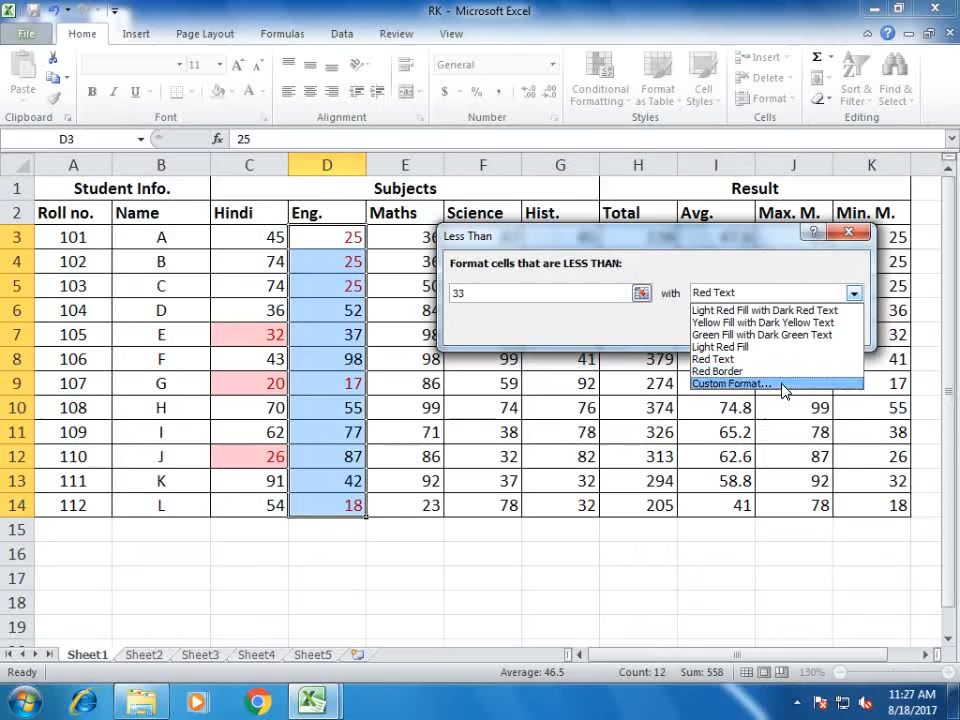 RK - Microsoft Excel
File Home Insert Page Layout Formulas Data Review View
Paste
11
General
Conditional Formatting
Format as Table
Cell Styles
Insert
Delete
Format
Sort & Filter
Find & Select
Clipboard Font Alignment Number Styles Cells Editing
D3 fx 25
A B C D E F G H I J K
1 Student Info. Subjects Result
2 Roll no. Name Hindi Eng. Maths Science Hist. Total Avg. Max. M. Min. M.
3 101 A 45 25 25
4 102 B 74 25 25
5 103 C 74 25 25
6 104 D 36 52 36
7 105 E 32 37 32
8 106 F 43 98 98 99 41 379 41
9 107 G 20 17 86 59 92 274 17
10 108 H 70 55 99 74 76 374 74.8 99 55
11 109 I 62 77 71 38 78 326 65.2 78 38
12 110 J 26 87 86 32 82 313 62.6 87 26
13 111 K 91 42 92 37 32 294 58.8 92 32
14 112 L 54 18 23 78 32 205 41 78 18
15
16
17
18
19
Less Than
Format cells that are LESS THAN:
33 with Red Text
Light Red Fill with Dark Red Text
Yellow Fill with Dark Yellow Text
Green Fill with Dark Green Text
Light Red Fill
Red Text
Red Border
Custom Format...
Sheet1 Sheet2 Sheet3 Sheet4 Sheet5
Ready Average: 46.5 Count: 12 Sum: 558 130%
11:27 AM
8/18/2017